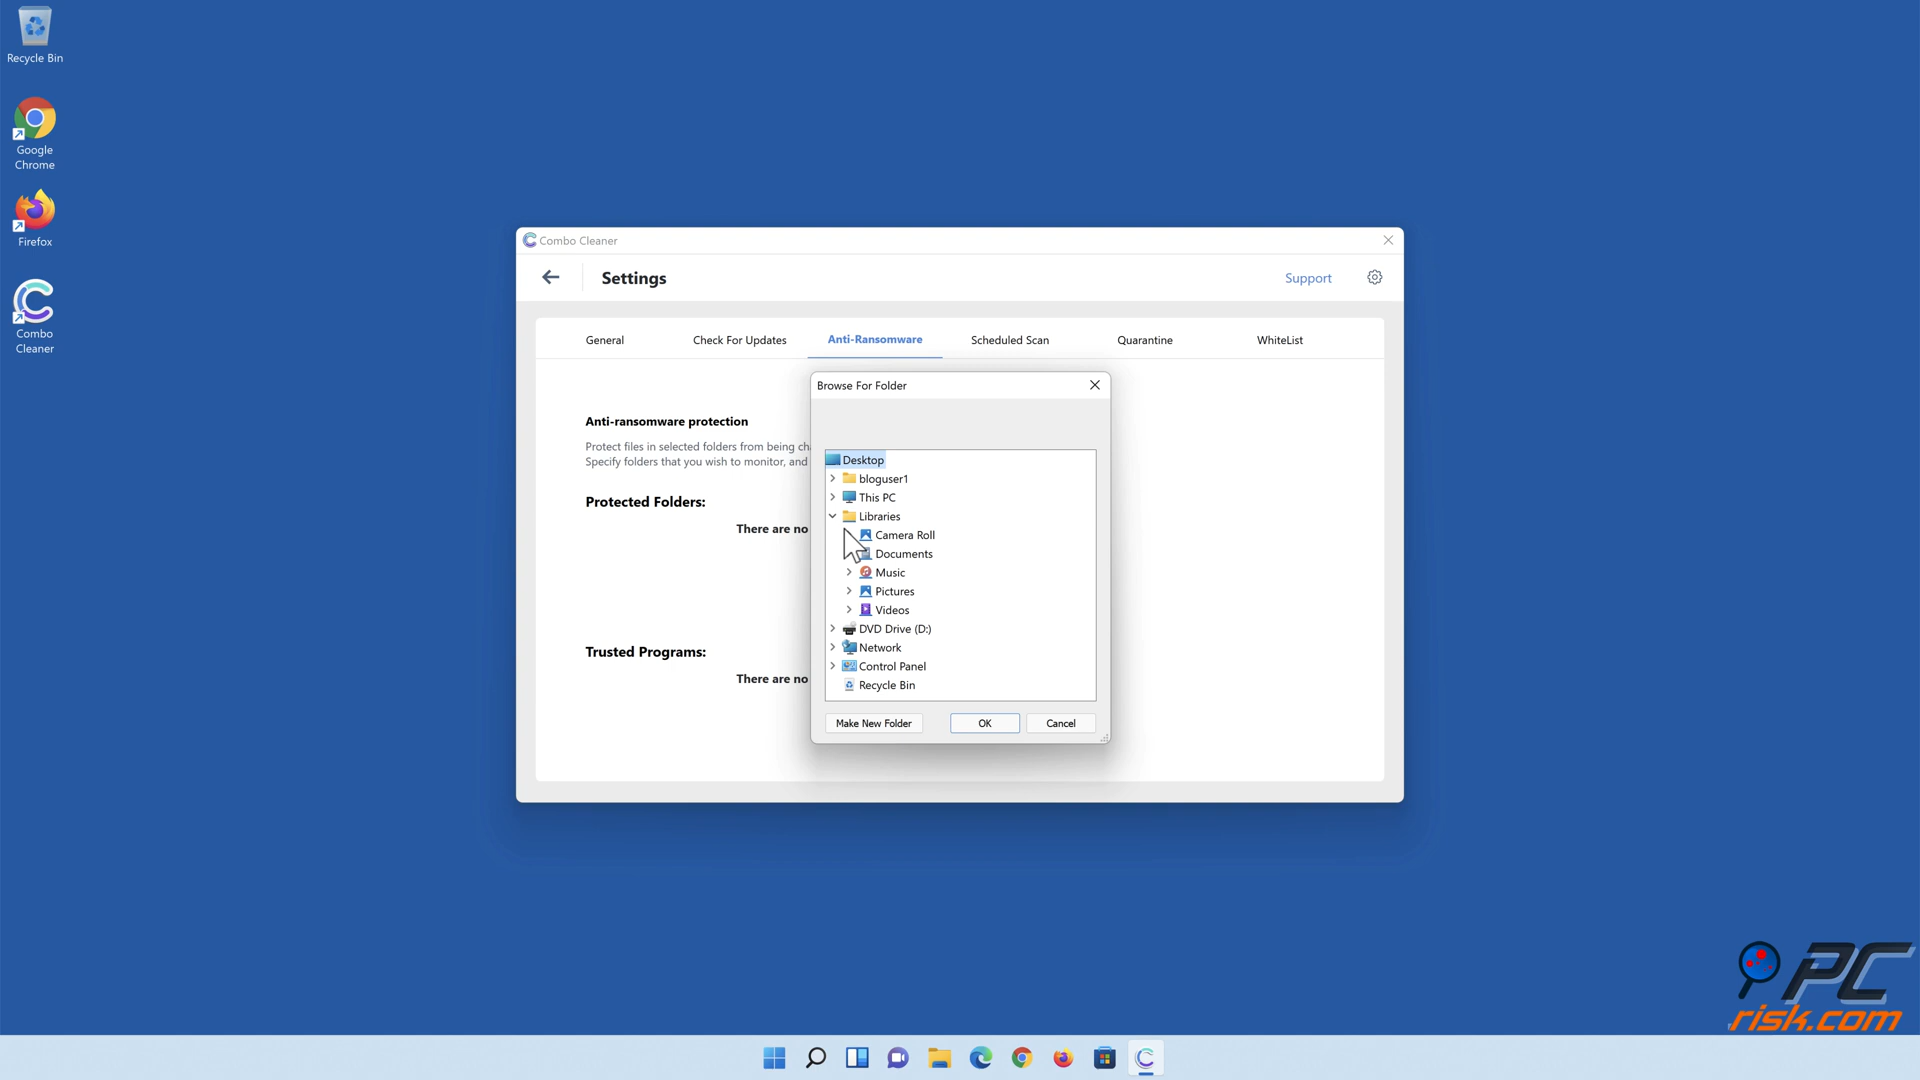 Recycle Bin
Google
Chrome
Firefox
Combo
Cleaner
Combo Cleaner
Settings
Support
General
Check For Updates
Anti-Ransomware
Scheduled Scan
Quarantine
WhiteList
Anti-ransomware protection
Protect files in selected folders from being
Specify folders that you wish to monitor, and
Protected Folders:
There are no
Trusted Programs:
There are no
Browse For Folder
Desktop
bloguser1
This PC
Libraries
Camera Roll
Documents
Music
Pictures
Videos
DVD Drive (D:)
Network
Control Panel
Recycle Bin
Make New Folder
OK
Cancel
PC
risk.com